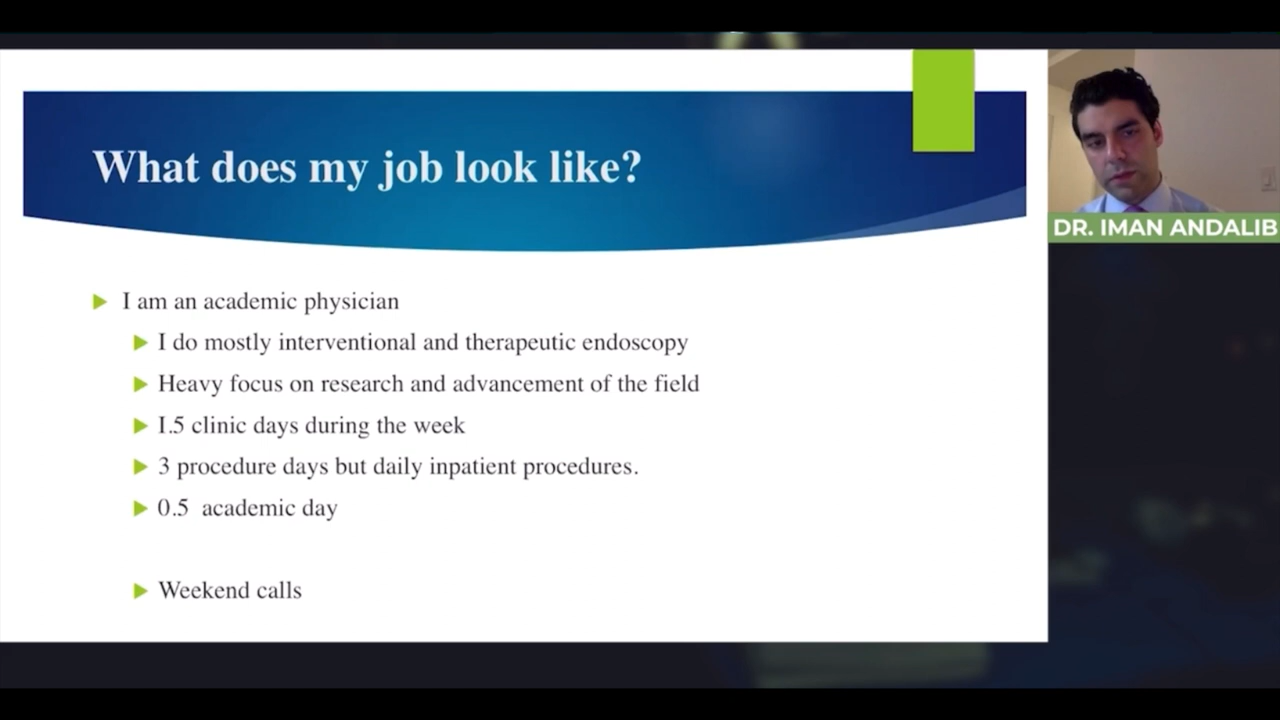 What does my job look like?
DR. IMAN ANDALIB
I am an academic physician
I do mostly interventional and therapeutic endoscopy
Heavy focus on research and advancement of the field
I.5 clinic days during the week
3 procedure days but daily inpatient procedures.
0.5 academic day
Weekend calls